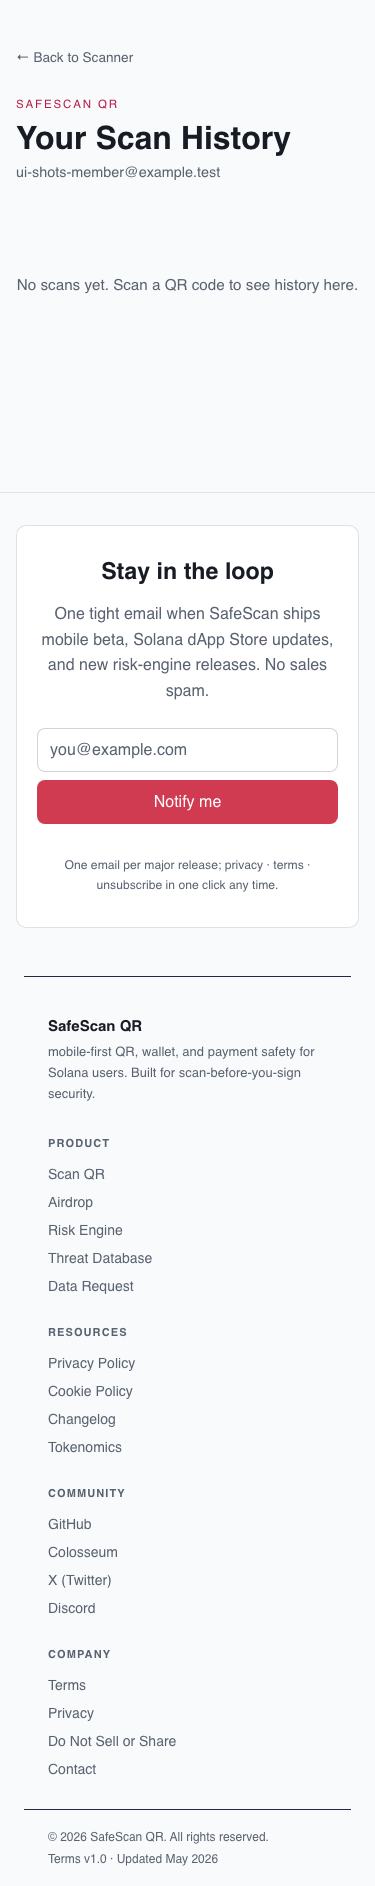 ← Back to Scanner
SAFESCAN QR
Your Scan History
ui-shots-member@example.test
No scans yet. Scan a QR code to see history here.
Stay in the loop
One tight email when SafeScan ships
mobile beta, Solana dApp Store updates,
and new risk-engine releases. No sales
spam.
you@example.com
Notify me
One email per major release; privacy · terms ·
unsubscribe in one click any time.
SafeScan QR
mobile-first QR, wallet, and payment safety for
Solana users. Built for scan-before-you-sign
security.
PRODUCT
Scan QR
Airdrop
Risk Engine
Threat Database
Data Request
RESOURCES
Privacy Policy
Cookie Policy
Changelog
Tokenomics
COMMUNITY
GitHub
Colosseum
X (Twitter)
Discord
COMPANY
Terms
Privacy
Do Not Sell or Share
Contact
© 2026 SafeScan QR. All rights reserved.
Terms v1.0 · Updated May 2026